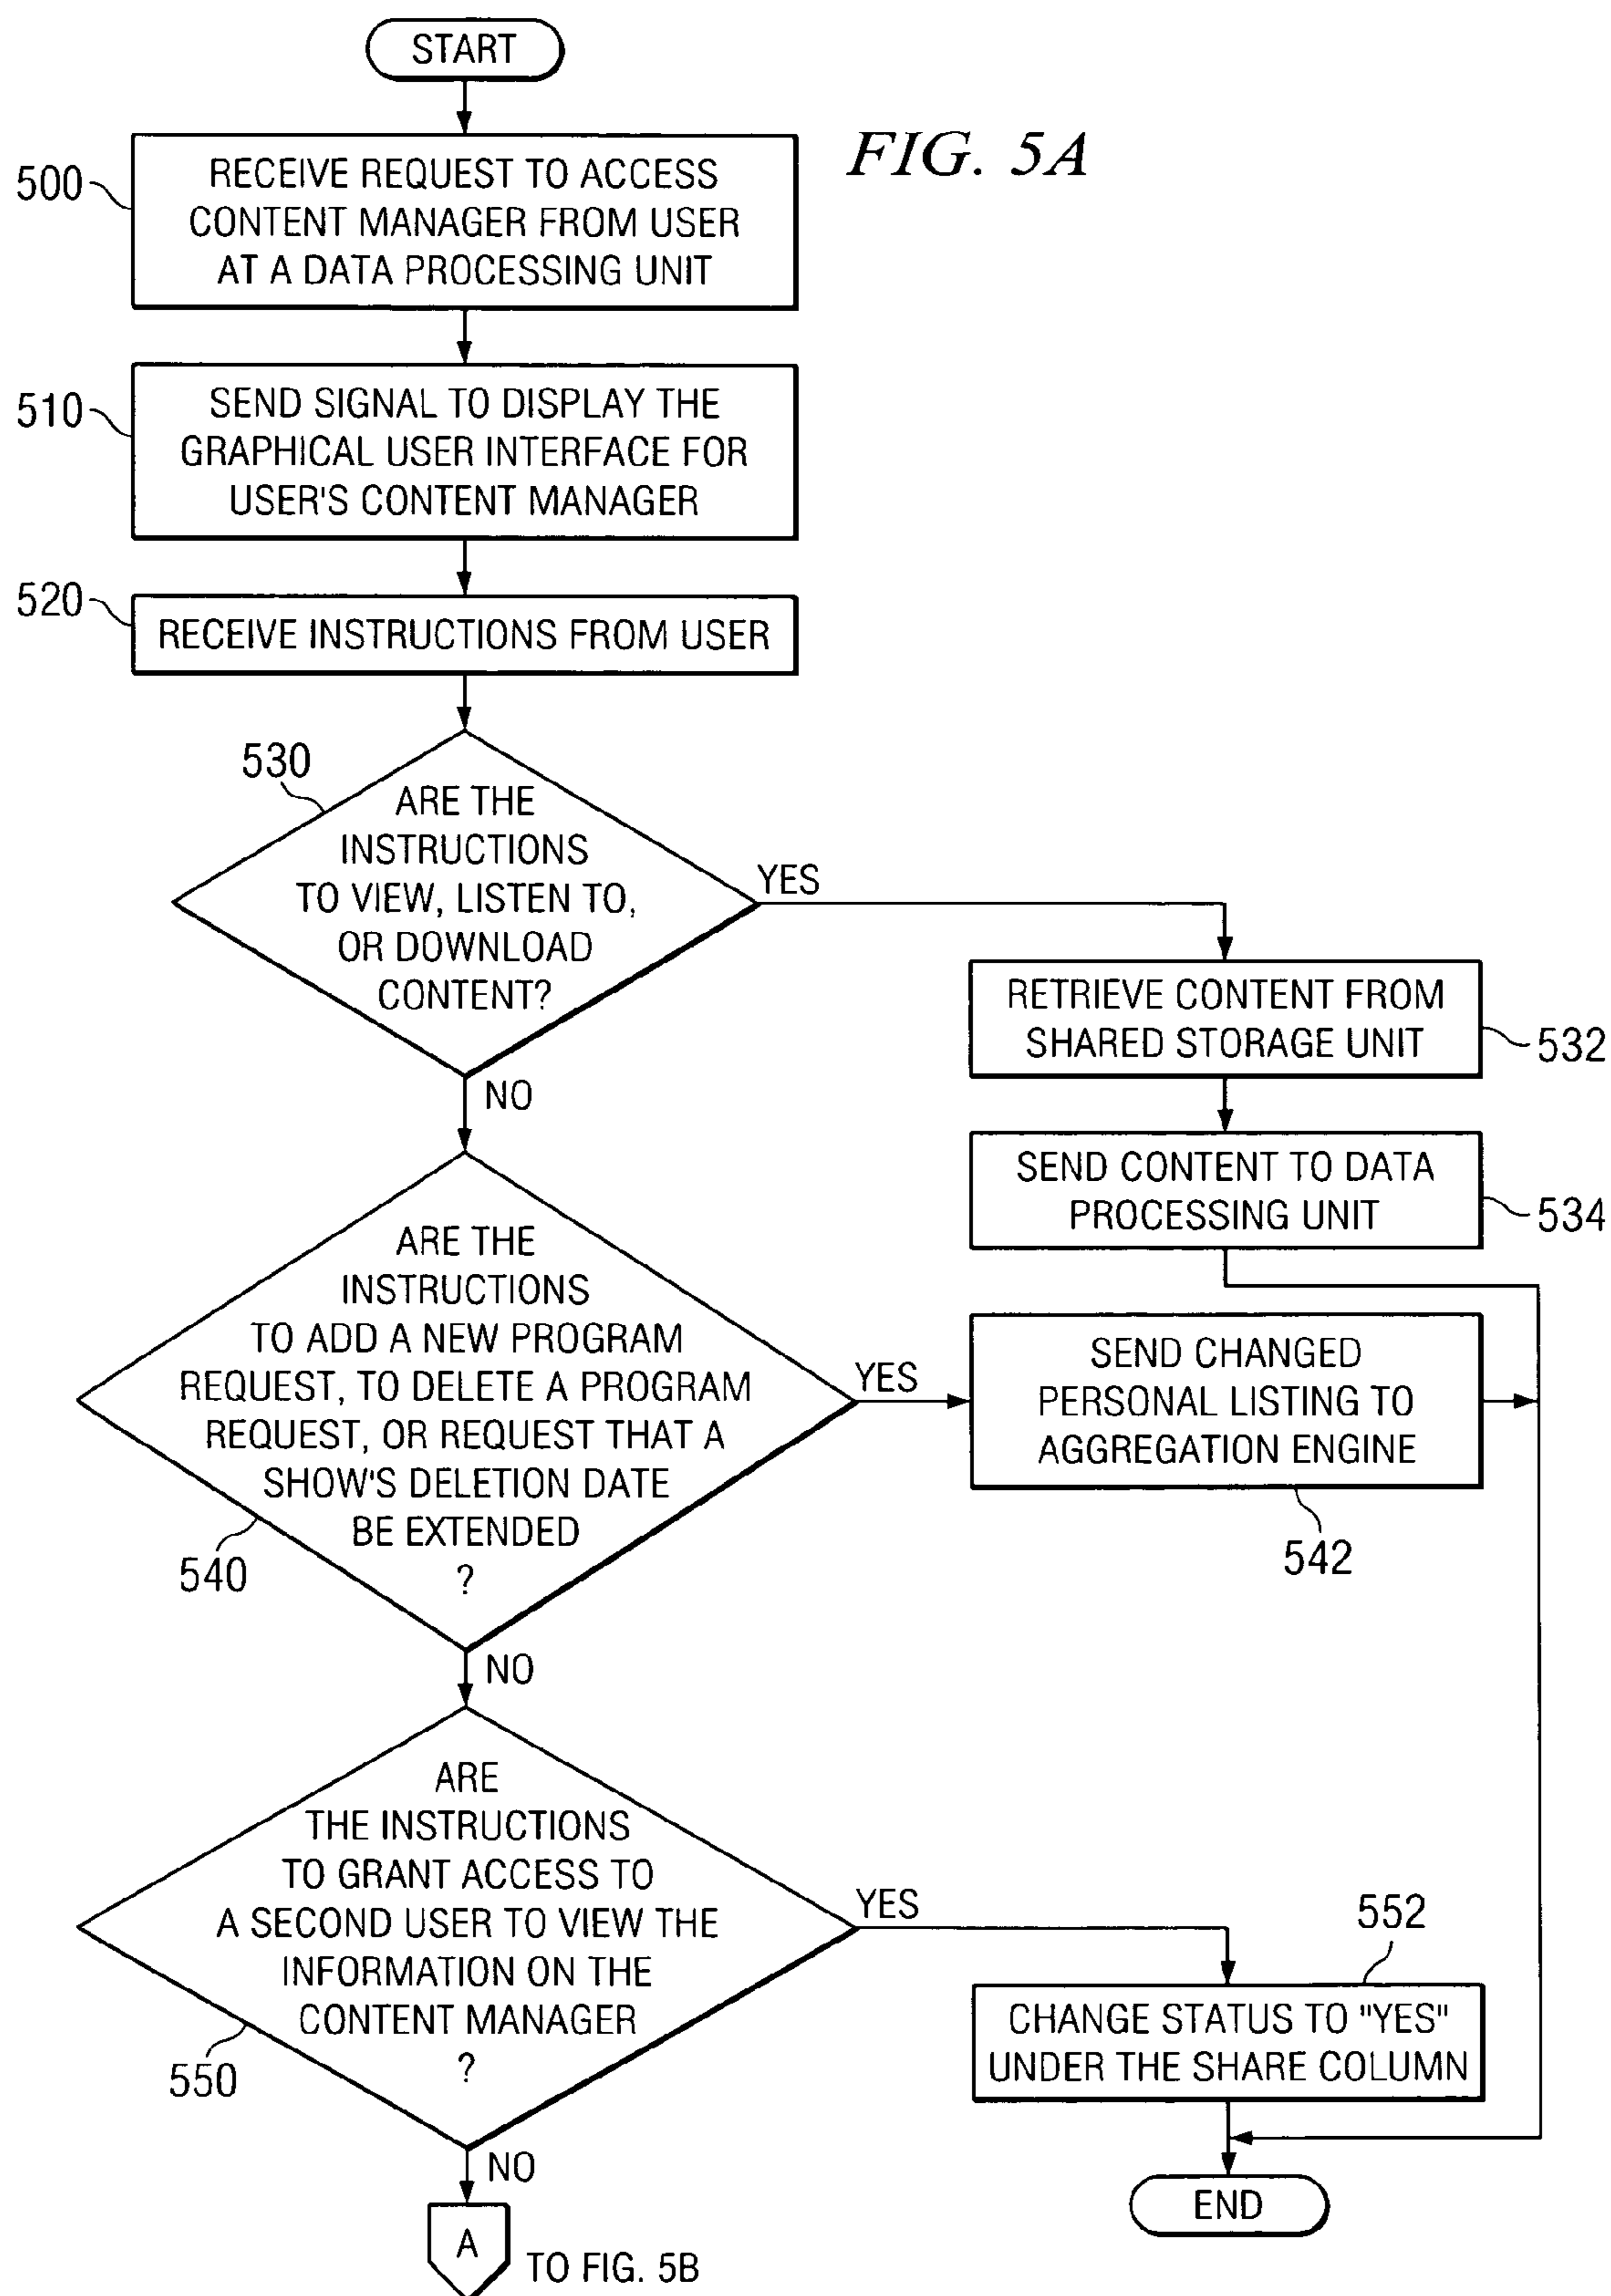 START
FIG. 5A
500
RECEIVE REQUEST TO ACCESS
CONTENT MANAGER FROM USER
AT A DATA PROCESSING UNIT
510
SEND SIGNAL TO DISPLAY THE
GRAPHICAL USER INTERFACE FOR
USER'S CONTENT MANAGER
520
RECEIVE INSTRUCTIONS FROM USER
530
ARE THE
INSTRUCTIONS
TO VIEW, LISTEN TO,
OR DOWNLOAD
CONTENT?
YES
NO
RETRIEVE CONTENT FROM
SHARED STORAGE UNIT
532
SEND CONTENT TO DATA
PROCESSING UNIT
534
ARE THE
INSTRUCTIONS
TO ADD A NEW PROGRAM
REQUEST, TO DELETE A PROGRAM
REQUEST, OR REQUEST THAT A
SHOW'S DELETION DATE
BE EXTENDED
?
540
YES
NO
SEND CHANGED
PERSONAL LISTING TO
AGGREGATION ENGINE
542
ARE
THE INSTRUCTIONS
TO GRANT ACCESS TO
A SECOND USER TO VIEW THE
INFORMATION ON THE
CONTENT MANAGER
?
550
YES
NO
552
CHANGE STATUS TO "YES"
UNDER THE SHARE COLUMN
END
A
TO FIG. 5B